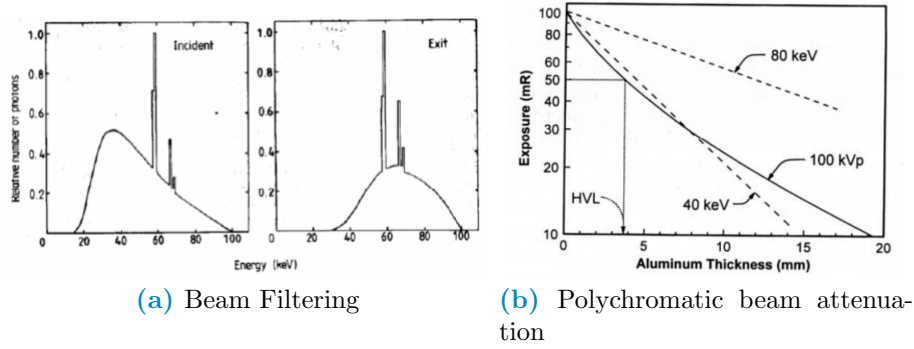 1.0
0.8
0.6
0.4
0.2
0
20
40
60
80
100
Incident
Relative number of photons
1.0
0.8
0.6
0.4
0.2
0
20
40
60
80
100
Exit
Energy (keV)
(a) Beam Filtering
100
80
60
50
40
30
20
10
0
5
10
15
20
Exposure (mR)
Aluminum Thickness (mm)
80 keV
100 kVp
40 keV
HVL
(b) Polychromatic beam attenua-
tion